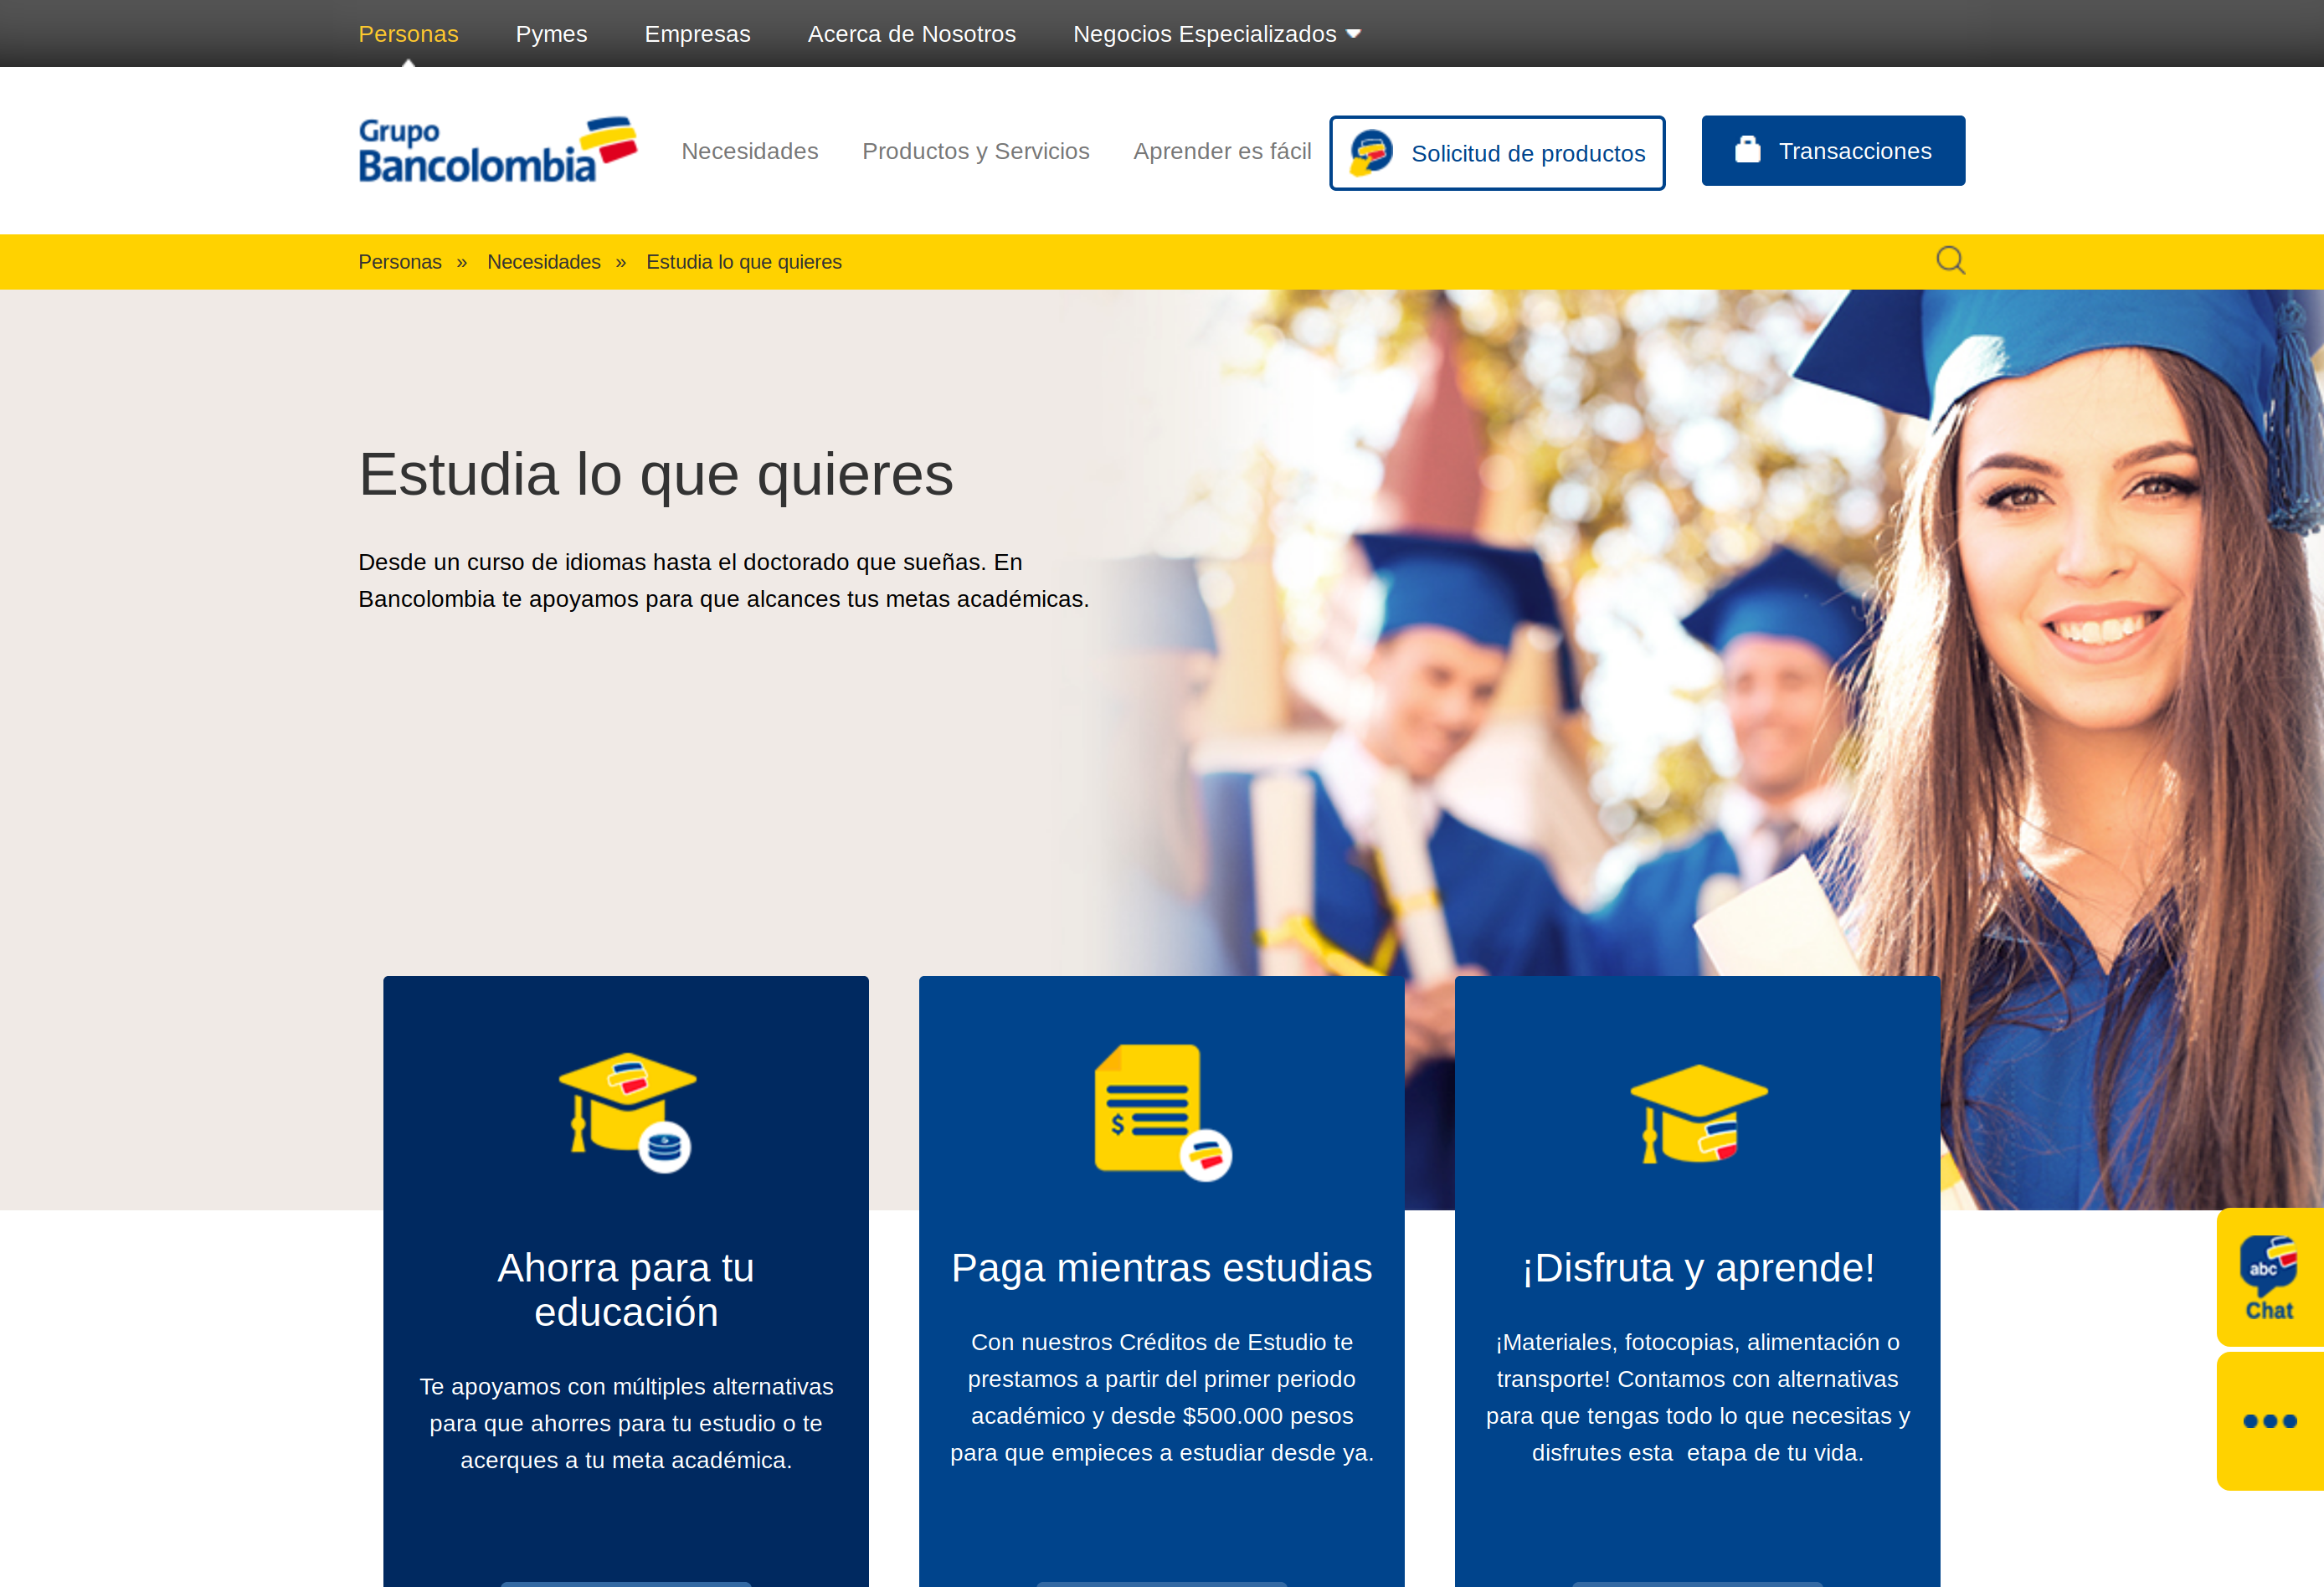 Personas Pymes Empresas Acerca de Nosotros Negocios Especializados
Grupo
Bancolombia
Necesidades Productos y Servicios Aprender es fácil Solicitud de productos Transacciones
Personas » Necesidades » Estudia lo que quieres
Estudia lo que quieres
Desde un curso de idiomas hasta el doctorado que sueñas. En
Bancolombia te apoyamos para que alcances tus metas académicas.
$
Ahorra para tu
educación
Te apoyamos con múltiples alternativas
para que ahorres para tu estudio o te
acerques a tu meta académica.
Paga mientras estudias
Con nuestros Créditos de Estudio te
prestamos a partir del primer periodo
académico y desde $500.000 pesos
para que empieces a estudiar desde ya.
¡Disfruta y aprende!
¡Materiales, fotocopias, alimentación o
transporte! Contamos con alternativas
para que tengas todo lo que necesitas y
disfrutes esta  etapa de tu vida.
abc
Chat